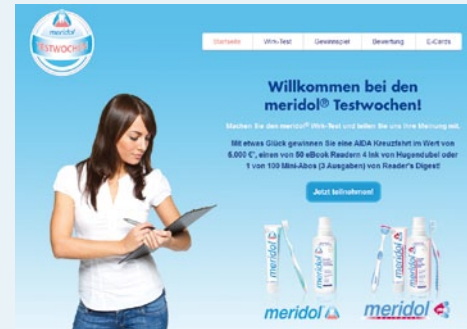 meridol
TESTWOCHEN
Startseite Wirk-Test Gewinnspiel Bewertung E-Cards
Willkommen bei den
meridol® Testwochen!
Machen Sie den meridol® Wirk-Test und teilen Sie uns Ihre Meinung mit.
Mit etwas Glück gewinnen Sie eine AIDA Kreuzfahrt im Wert von
5.000 €*, einen von 50 eBook Readern 4 Ink von Hugendubel oder
1 von 100 Mini-Abos (3 Ausgaben) von Reader's Digest!
Jetzt teilnehmen!
meridol meridol meridol meridol
meridol meridol